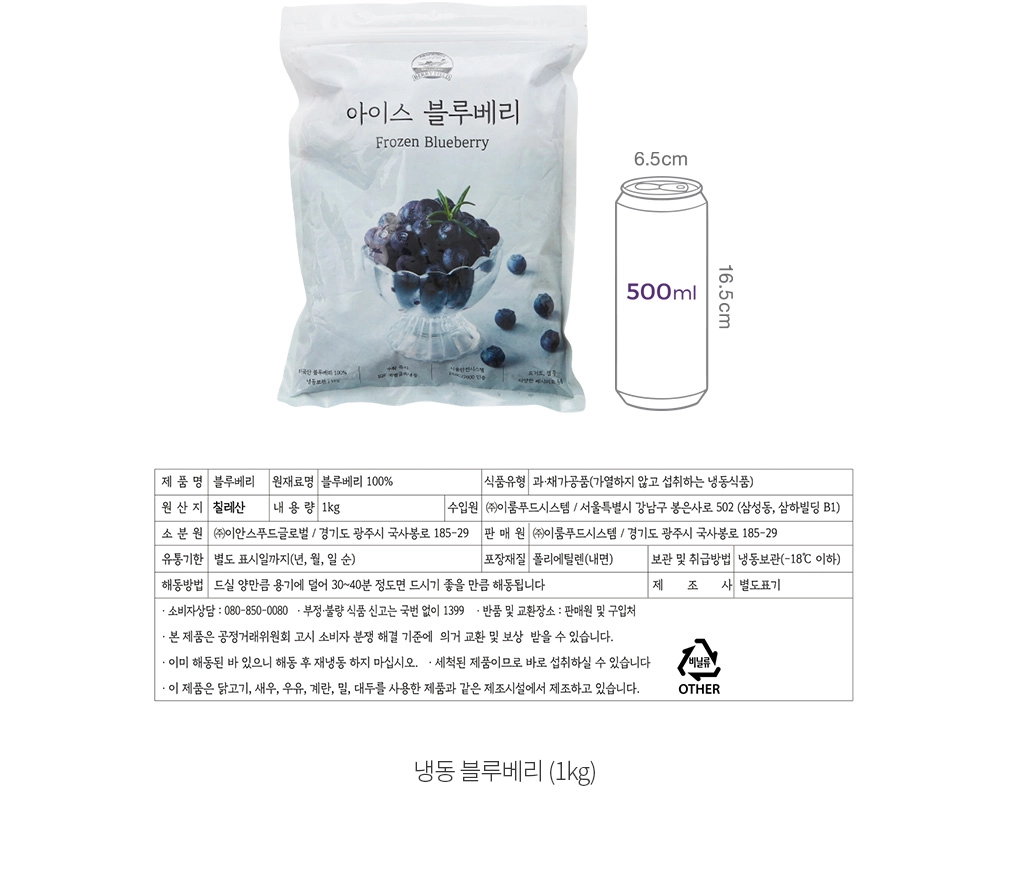 아이스 블루베리
Frozen Blueberry
6.5cm
500ml
16.5cm
블루베리 100%
제 품 명 블루베리 원재료명 블루베리 100% 식품유형 과·채가공품(가열하지 않고 섭취하는 냉동식품)
원 산 지 칠레산 내 용 량 1kg 수입원 ㈜이룸푸드시스템 / 서울특별시 강남구 봉은사로 502 (삼성동, 삼하빌딩 B1)
소 분 원 ㈜이안스푸드글로벌 / 경기도 광주시 국사봉로 185-29 판 매 원 ㈜이룸푸드시스템 / 경기도 광주시 국사봉로 185-29
유통기한 별도 표시일까지(년, 월, 일 순) 포장재질 폴리에틸렌(내면) 보관 및 취급방법 냉동보관(-18℃ 이하)
해동방법 드실 양만큼 용기에 덜어 30~40분 정도면 드시기 좋을 만큼 해동됩니다 제 조 사 별도표기
· 소비자상담 : 080-850-0080 · 부정·불량 식품 신고는 국번 없이 1399 · 반품 및 교환장소 : 판매원 및 구입처
· 본 제품은 공정거래위원회 고시 소비자 분쟁 해결 기준에 의거 교환 및 보상 받을 수 있습니다.
· 이미 해동된 바 있으니 해동 후 재냉동 하지 마십시오. · 세척된 제품이므로 바로 섭취하실 수 있습니다
· 이 제품은 닭고기, 새우, 우유, 계란, 밀, 대두를 사용한 제품과 같은 제조시설에서 제조하고 있습니다.
비닐류
OTHER
냉동 블루베리 (1kg)